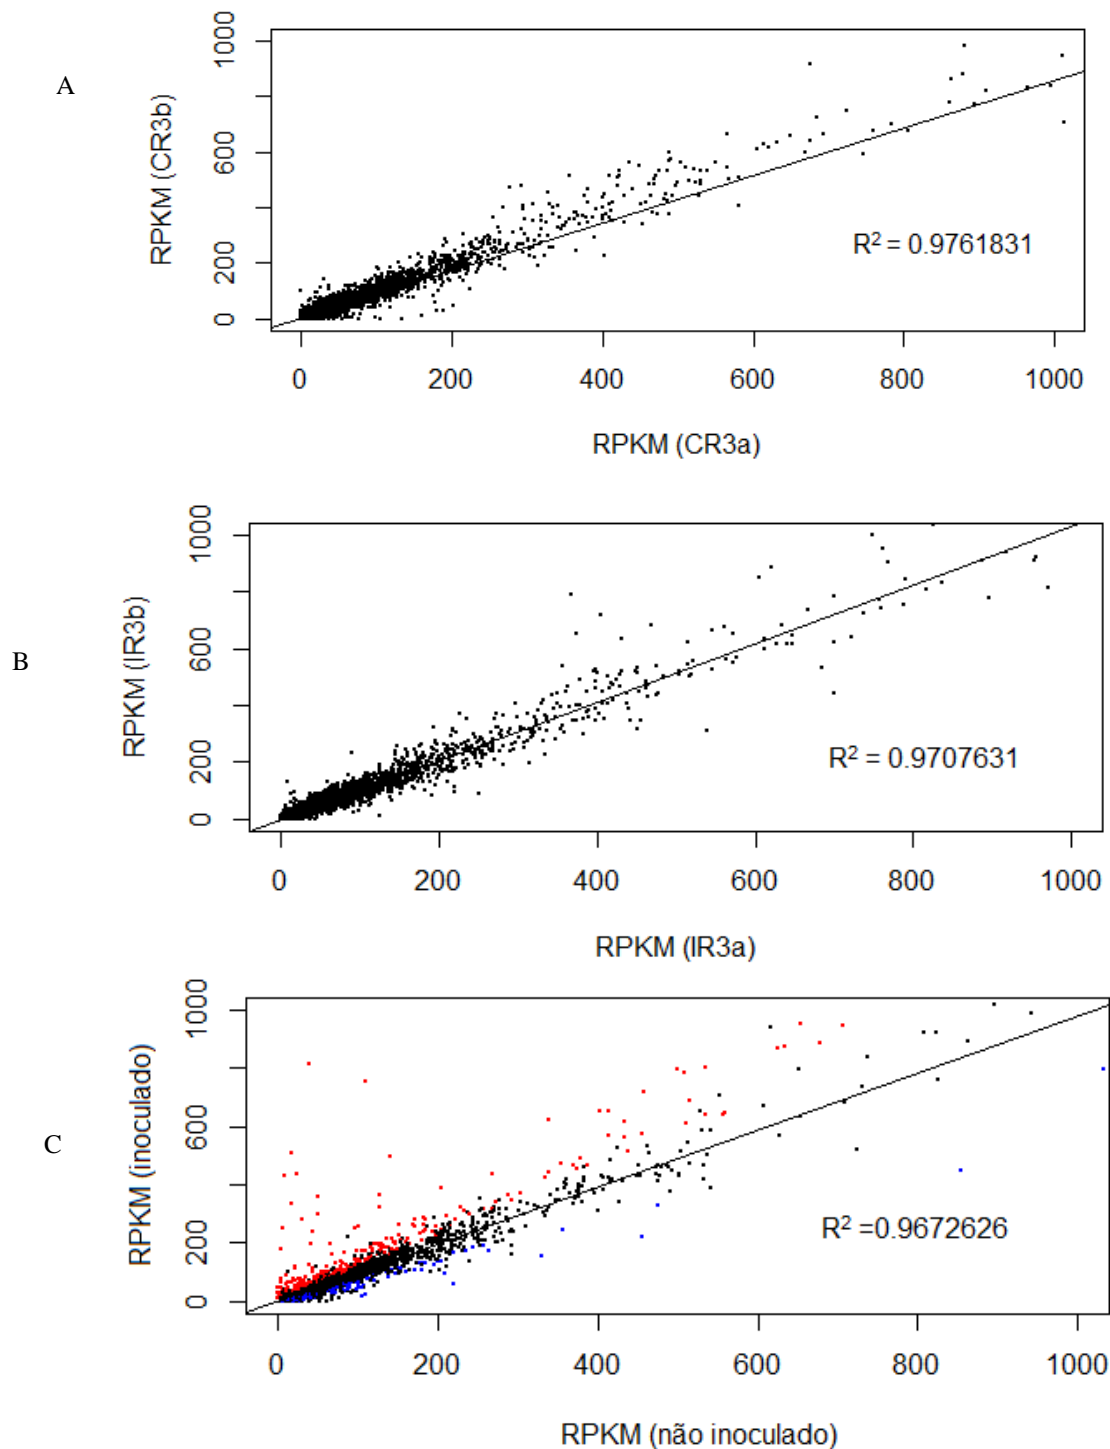 A
RPKM (CR3b)
1000
600
200
0
R² = 0.9761831
0 200 400 600 800 1000
RPKM (CR3a)
B
RPKM (IR3b)
1000
600
200
0
R² = 0.9707631
0 200 400 600 800 1000
RPKM (IR3a)
C
RPKM (inoculado)
1000
600
200
0
R² =0.9672626
0 200 400 600 800 1000
RPKM (não inoculado)